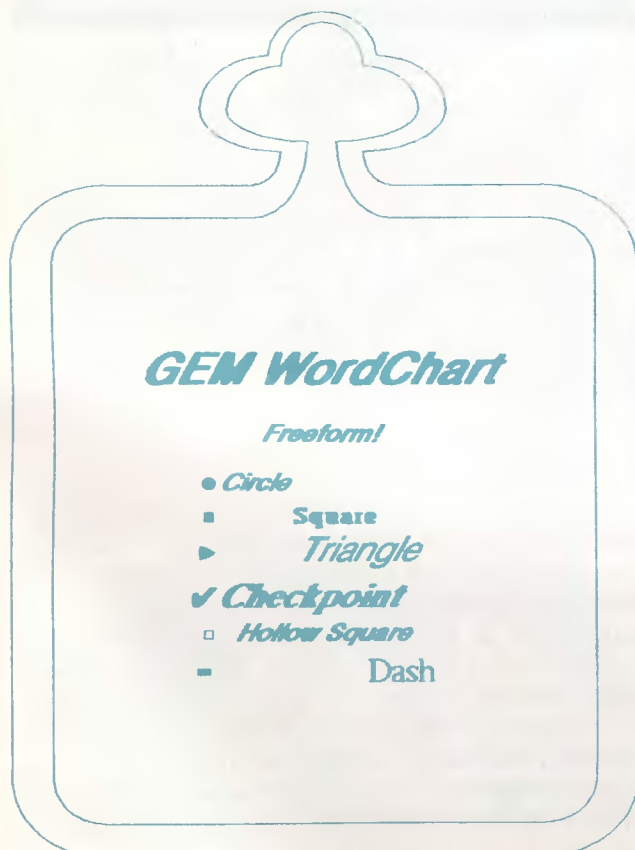 GEM WordChart
Freeform!
● Circle
■ Square
▶ Triangle
✔ Checkpoint
□ Hollow Square
▬ Dash